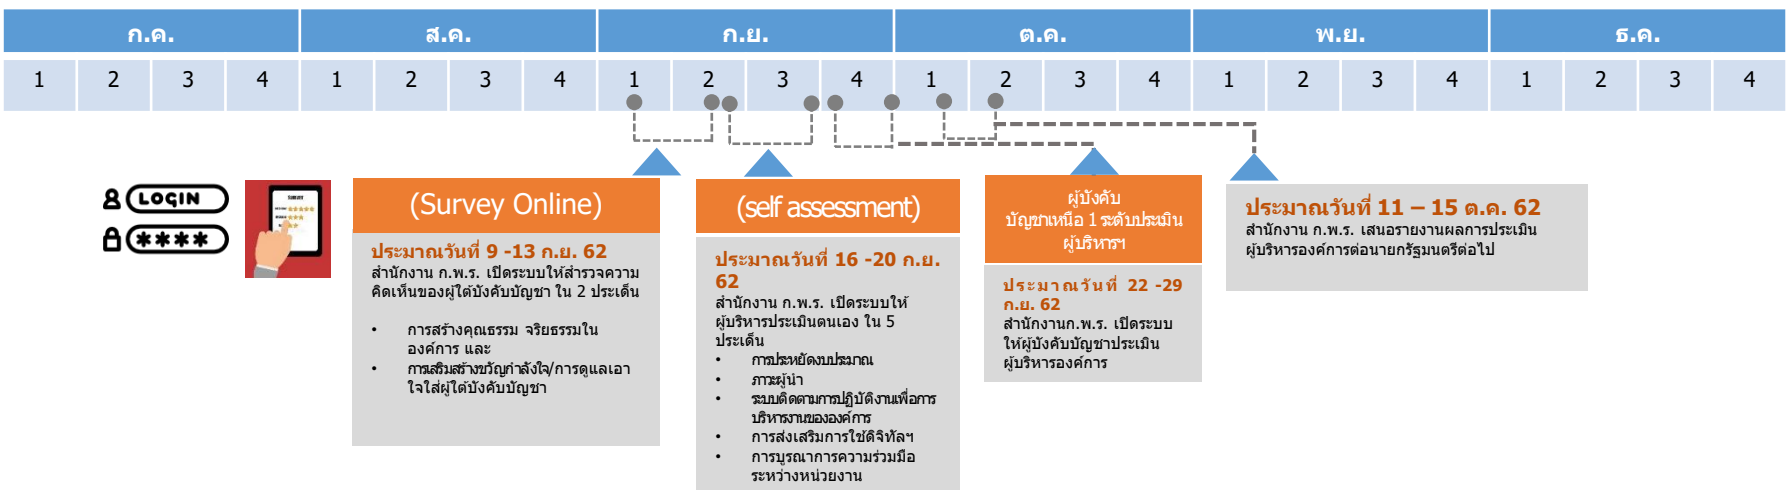 ก.ค. ส.ค. ก.ย. ต.ค. พ.ย. ธ.ค.
1 2 3 4 1 2 3 4 1 2 3 4 1 2 3 4 1 2 3 4 1 2 3 4
LOGIN
****
SURVEY
(Survey Online)
ประมาณวันที่ 9 -13 ก.ย. 62
สำนักงาน ก.พ.ร. เปิดระบบให้สำรวจความ
คิดเห็นของผู้ใต้บังคับบัญชา ใน 2 ประเด็น
• การสร้างคุณธรรม จริยธรรมใน
องค์การ และ
• การเสริมสร้างขวัญกำลังใจ/การดูแลเอา
ใจใส่ผู้ใต้บังคับบัญชา
(self assessment)
ประมาณวันที่ 16 -20 ก.ย.
62
สำนักงาน ก.พ.ร. เปิดระบบให้
ผู้บริหารประเมินตนเอง ใน 5
ประเด็น
• การประหยัดงบประมาณ
• ภาวะผู้นำ
• ระบบติดตามการปฏิบัติงานเพื่อการ
บริหารงานขององค์การ
• การส่งเสริมการใช้ดิจิทัลฯ
• การบูรณาการความร่วมมือ
ระหว่างหน่วยงาน
ผู้บังคับ
บัญชาเหนือ 1 ระดับประเมิน
ผู้บริหารฯ
ประมาณวันที่ 22 -29
ก.ย. 62
สำนักงานก.พ.ร. เปิดระบบ
ให้ผู้บังคับบัญชาประเมิน
ผู้บริหารองค์การ
ประมาณวันที่ 11 – 15 ต.ค. 62
สำนักงาน ก.พ.ร. เสนอรายงานผลการประเมิน
ผู้บริหารองค์การต่อนายกรัฐมนตรีต่อไป